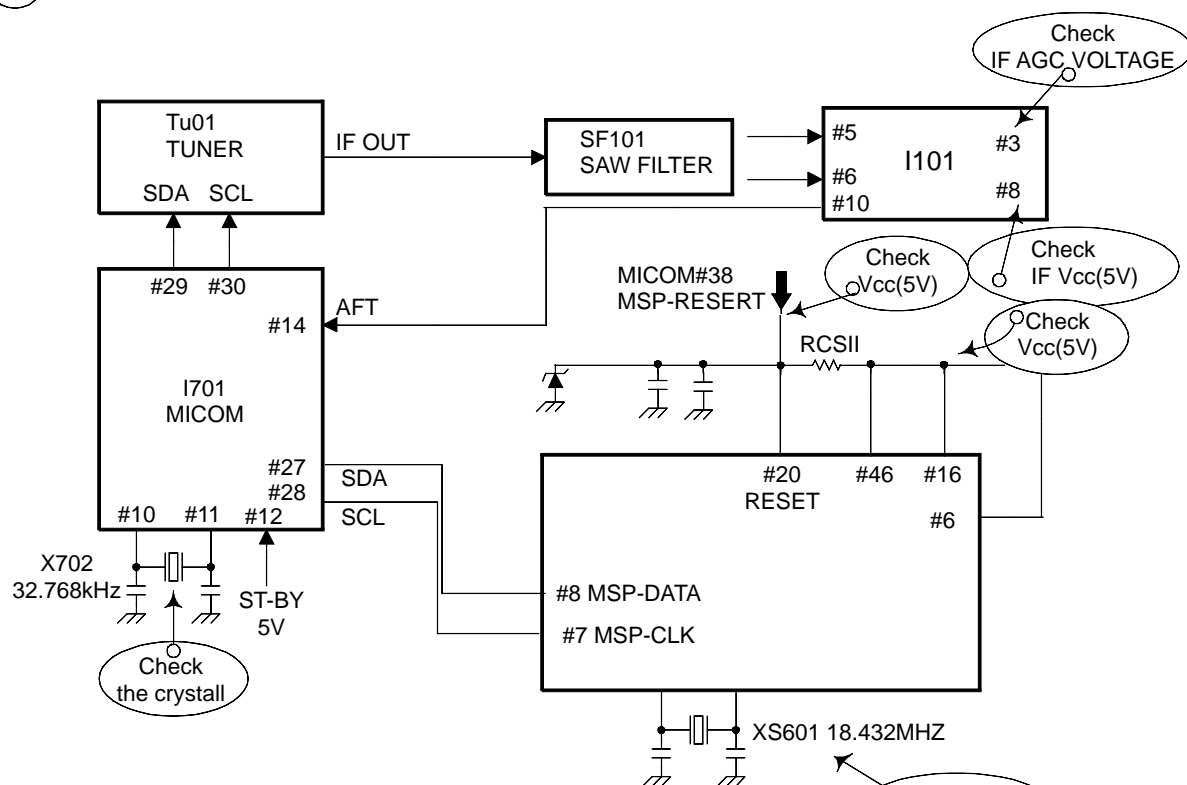 Check
IF AGC VOLTAGE
Tu01
TUNER
SDA SCL
IF OUT
SF101
SAW FILTER
#5
#6
#10
I101
#3
#8
#29 #30
#14
AFT
I701
MICOM
#27
#28
#10 #11 #12
SDA
SCL
MICOM#38
MSP-RESERT
Check
Vcc(5V)
Check
IF Vcc(5V)
Check
Vcc(5V)
RCSII
#20
RESET
#46
#16
#6
#8 MSP-DATA
#7 MSP-CLK
X702
32.768kHz
ST-BY
5V
Check
the crystall
XS601 18.432MHZ